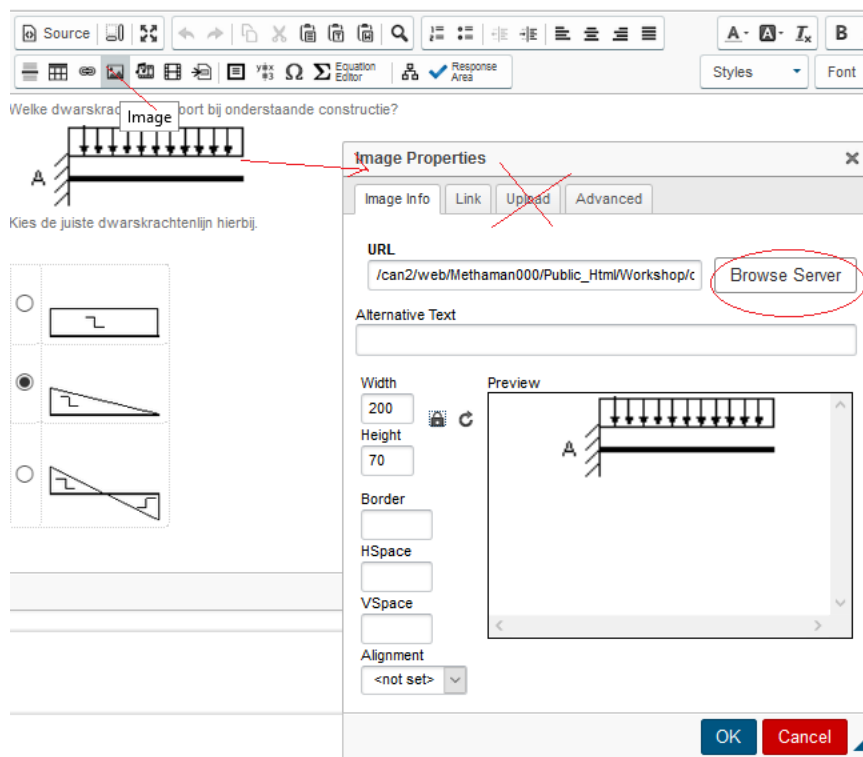 Source
Equation Editor
Response Area
Styles
Font
A
A
Ix
B
Image
Welke dwarskrac oort bij onderstaande constructie?
A
Kies de juiste dwarskrachtenlijn hierbij.
Image Properties
Image Info Link Upload Advanced
URL
/can2/web/Methaman000/Public_Html/Workshop/c
Browse Server
Alternative Text
Width
200
Height
70
Preview
A
Border
HSpace
VSpace
Alignment
<not set>
OK Cancel